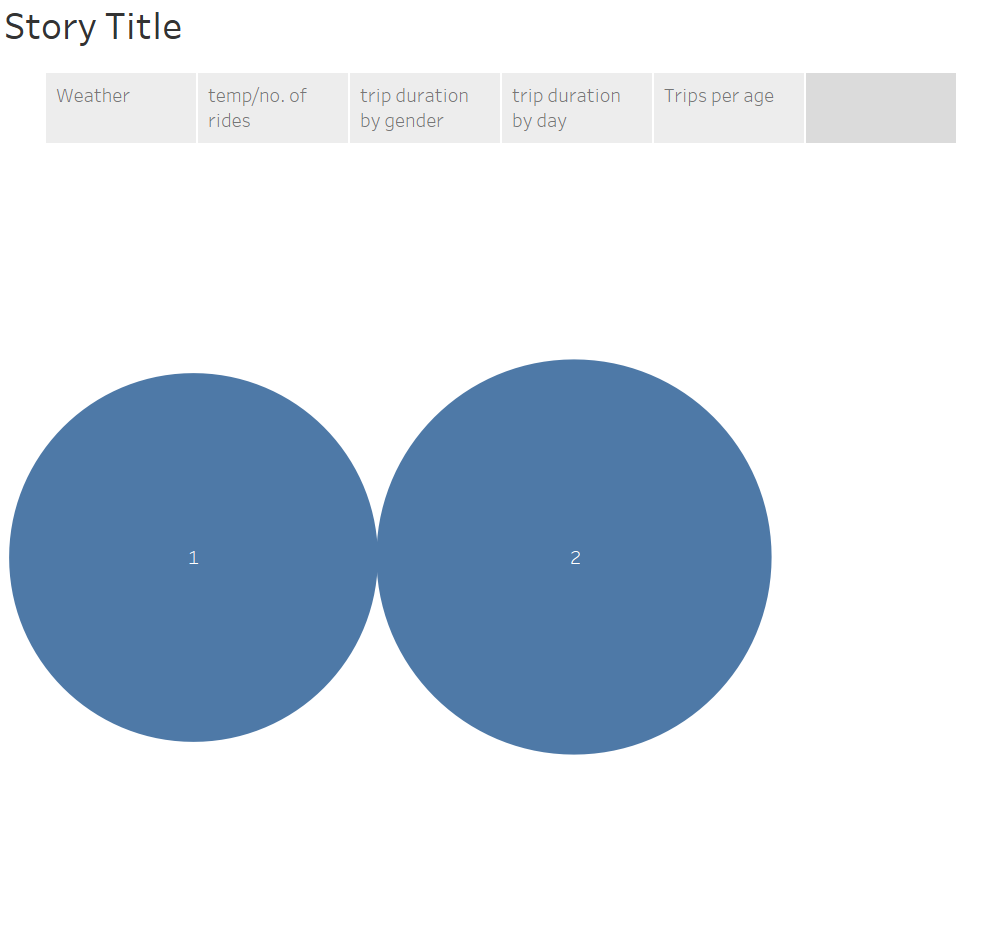 Story Title
Weather
temp/no. of
rides
trip duration
by gender
trip duration
by day
Trips per age
1
2